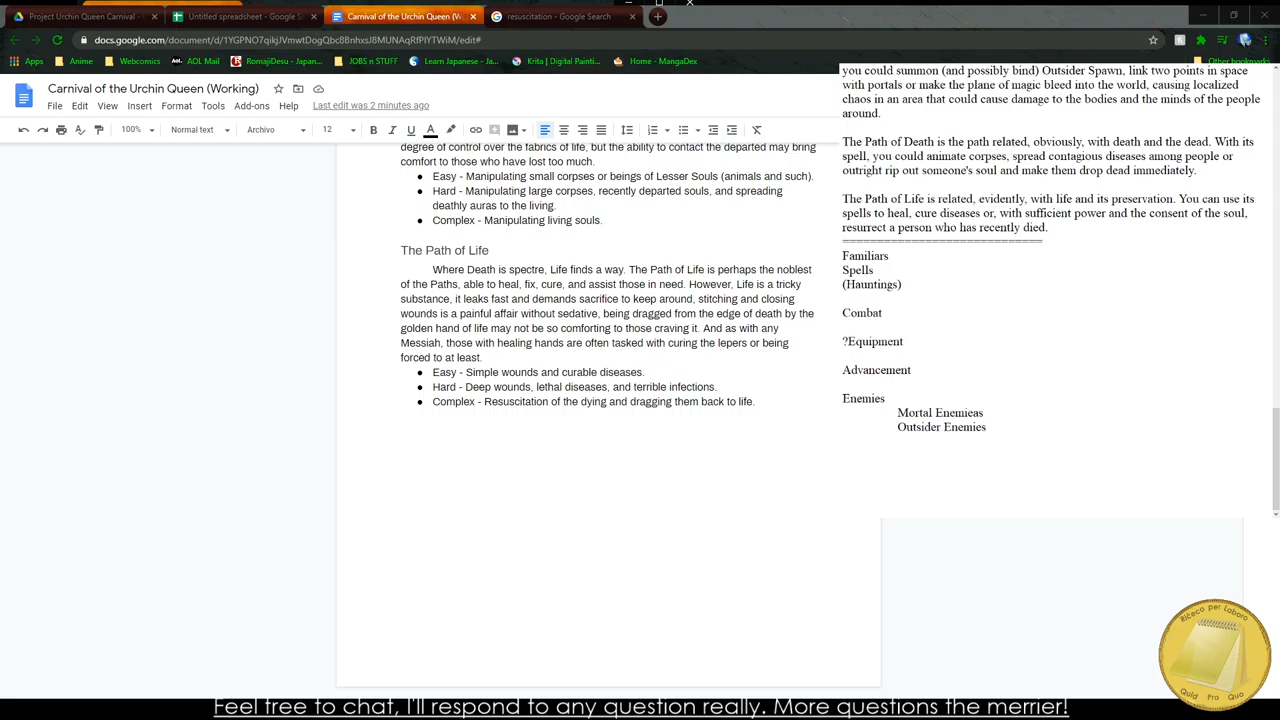 Project Urchin Queen Carnival -
Untitled spreadsheet - Google S
Carnival of the Urchin Queen (W
resuscitation - Google Search
docs.google.com/document/d/1YGPNO7qikjJVmwtDogQbc8BnhxsJ8MUNAqRfPlYTWiM/edit#
Apps
Anime
Webcomics
AOL Mail
RomajiDesu - Japan...
JOBS n STUFF
Learn Japanese - Ja...
Krita | Digital Painti...
Home - MangaDex
Other bookmarks
Carnival of the Urchin Queen (Working)
File Edit View Insert Format Tools Add-ons Help Last edit was 2 minutes ago
100% Normal text Archivo 12 B I U A
degree of control over the fabrics of life, but the ability to contact the departed may bring
comfort to those who have lost too much.
● Easy - Manipulating small corpses or beings of Lesser Souls (animals and such).
● Hard - Manipulating large corpses, recently departed souls, and spreading
deathly auras to the living.
● Complex - Manipulating living souls.
The Path of Life
Where Death is spectre, Life finds a way. The Path of Life is perhaps the noblest
of the Paths, able to heal, fix, cure, and assist those in need. However, Life is a tricky
substance, it leaks fast and demands sacrifice to keep around, stitching and closing
wounds is a painful affair without sedative, being dragged from the edge of death by the
golden hand of life may not be so comforting to those craving it. And as with any
Messiah, those with healing hands are often tasked with curing the lepers or being
forced to at least.
● Easy - Simple wounds and curable diseases.
● Hard - Deep wounds, lethal diseases, and terrible infections.
● Complex - Resuscitation of the dying and dragging them back to life.
you could summon (and possibly bind) Outsider Spawn, link two points in space
with portals or make the plane of magic bleed into the world, causing localized
chaos in an area that could cause damage to the bodies and the minds of the people
around.
The Path of Death is the path related, obviously, with death and the dead. With its
spell, you could animate corpses, spread contagious diseases among people or
outright rip out someone's soul and make them drop dead immediately.
The Path of Life is related, evidently, with life and its preservation. You can use its
spells to heal, cure diseases or, with sufficient power and the consent of the soul,
resurrect a person who has recently died.
============================
Familiars
Spells
(Hauntings)
Combat
?Equipment
Advancement
Enemies
Mortal Enemieas
Outsider Enemies
Riĉeco per Laboro
Quid Pro Quo
Feel free to chat, I'll respond to any question really. More questions the merrier!